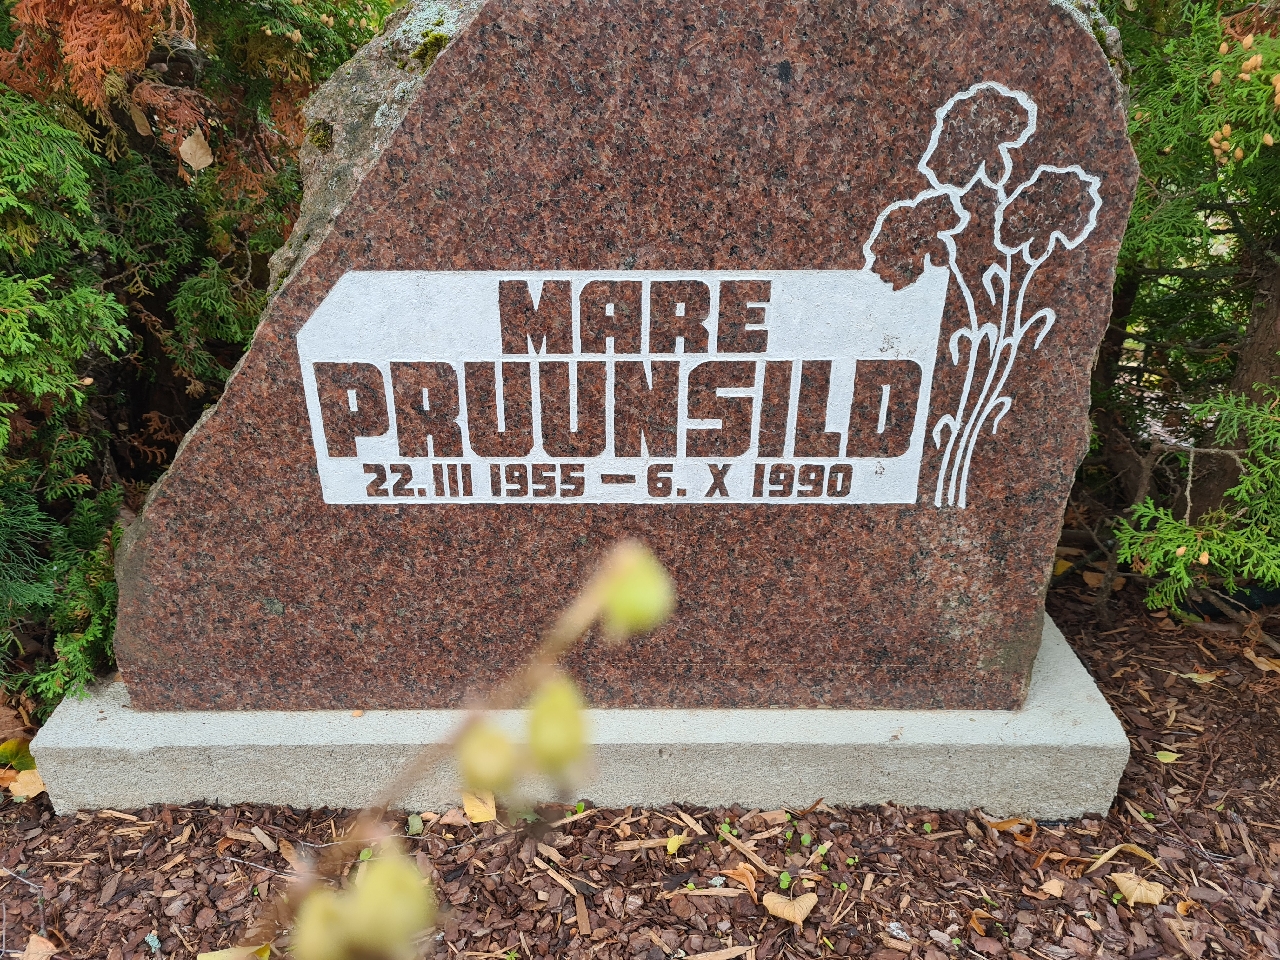 MARE
PRUUNSILD
22. III 1955 – 6. X 1990